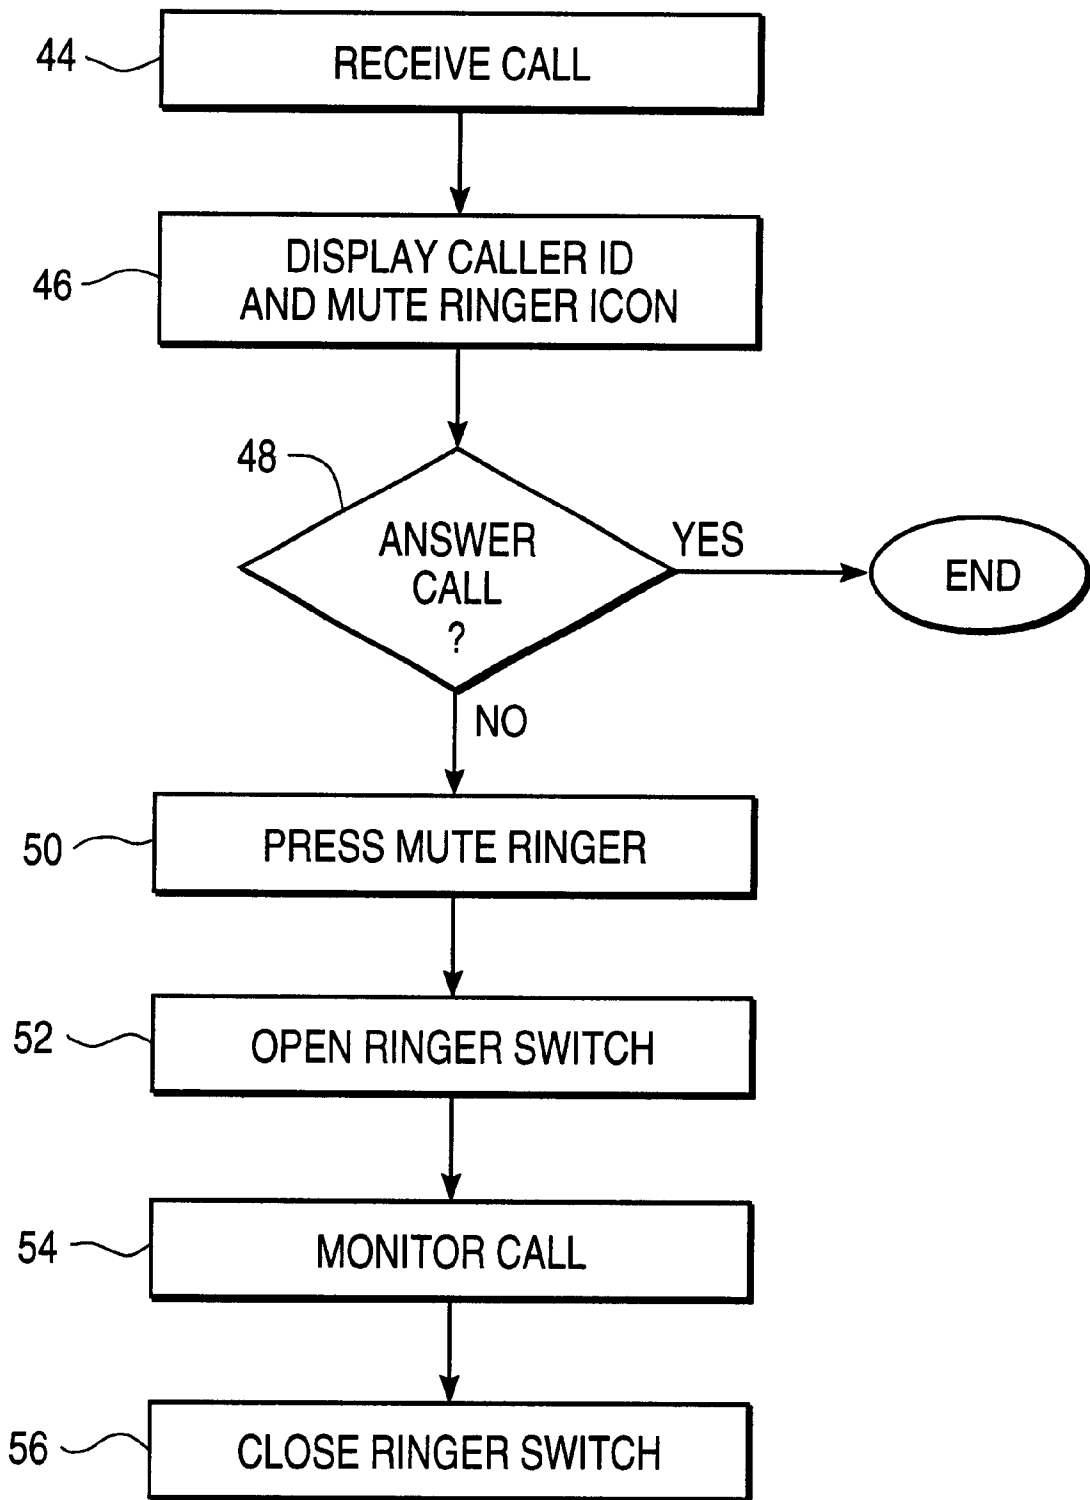 44
RECEIVE CALL
46
DISPLAY CALLER ID
AND MUTE RINGER ICON
48
ANSWER
CALL
?
YES
END
NO
50
PRESS MUTE RINGER
52
OPEN RINGER SWITCH
54
MONITOR CALL
56
CLOSE RINGER SWITCH